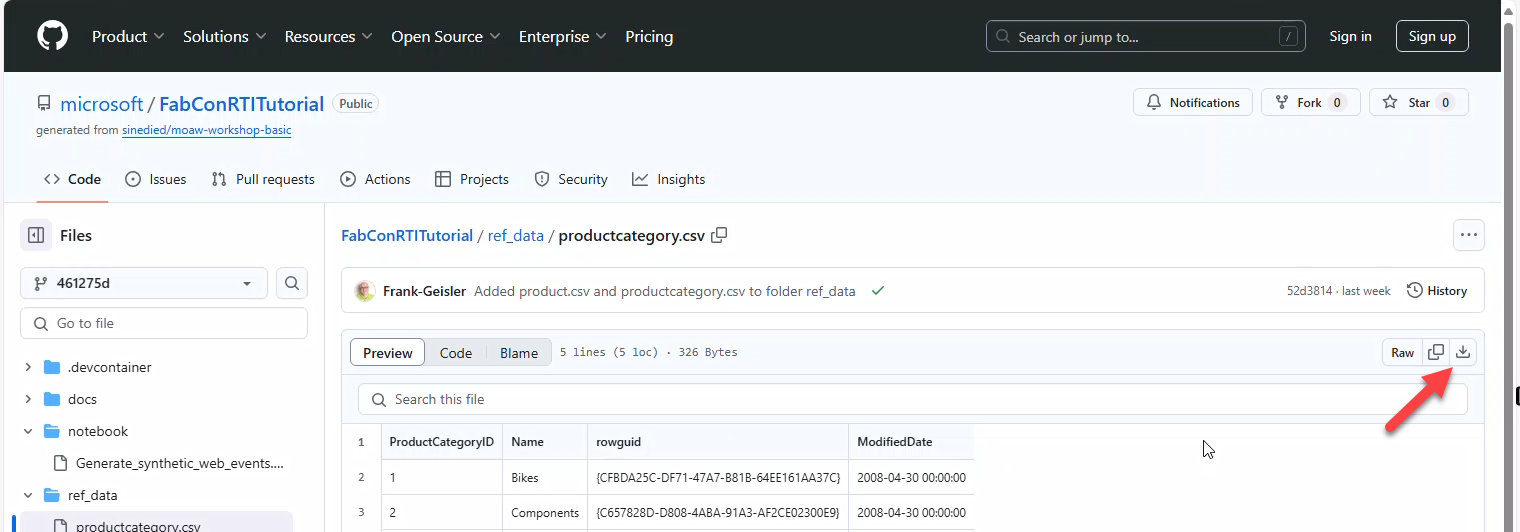 Product Solutions Resources Open Source Enterprise Pricing Search or jump to... / Sign in Sign up
microsoft / FabConRTITutorial Public Notifications Fork 0 Star 0
generated from sinedied/moaw-workshop-basic
Code Issues Pull requests Actions Projects Security Insights
Files
461275d
Go to file
.devcontainer
docs
notebook
Generate_synthetic_web_events....
ref_data
productcategory.csv
FabConRTITutorial / ref_data / productcategory.csv ...
Frank-Geisler Added product.csv and productcategory.csv to folder ref_data 52d3814 · last week History
Preview Code Blame 5 lines (5 loc) · 326 Bytes Raw
Search this file
1 ProductCategoryID Name rowguid ModifiedDate
2 1 Bikes {CFBDA25C-DF71-47A7-B81B-64EE161AA37C} 2008-04-30 00:00:00
3 2 Components {C657828D-D808-4ABA-91A3-AF2CE02300E9} 2008-04-30 00:00:00